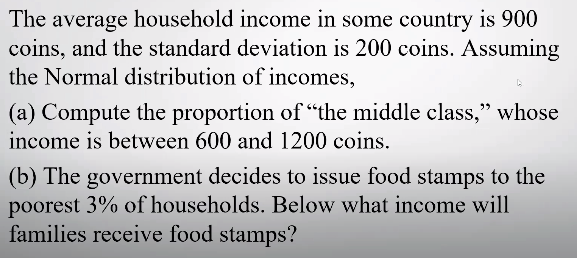 The average household income in some country is 900
coins, and the standard deviation is 200 coins. Assuming
the Normal distribution of incomes,
(a) Compute the proportion of “the middle class,” whose
income is between 600 and 1200 coins.
(b) The government decides to issue food stamps to the
poorest 3% of households. Below what income will
families receive food stamps?